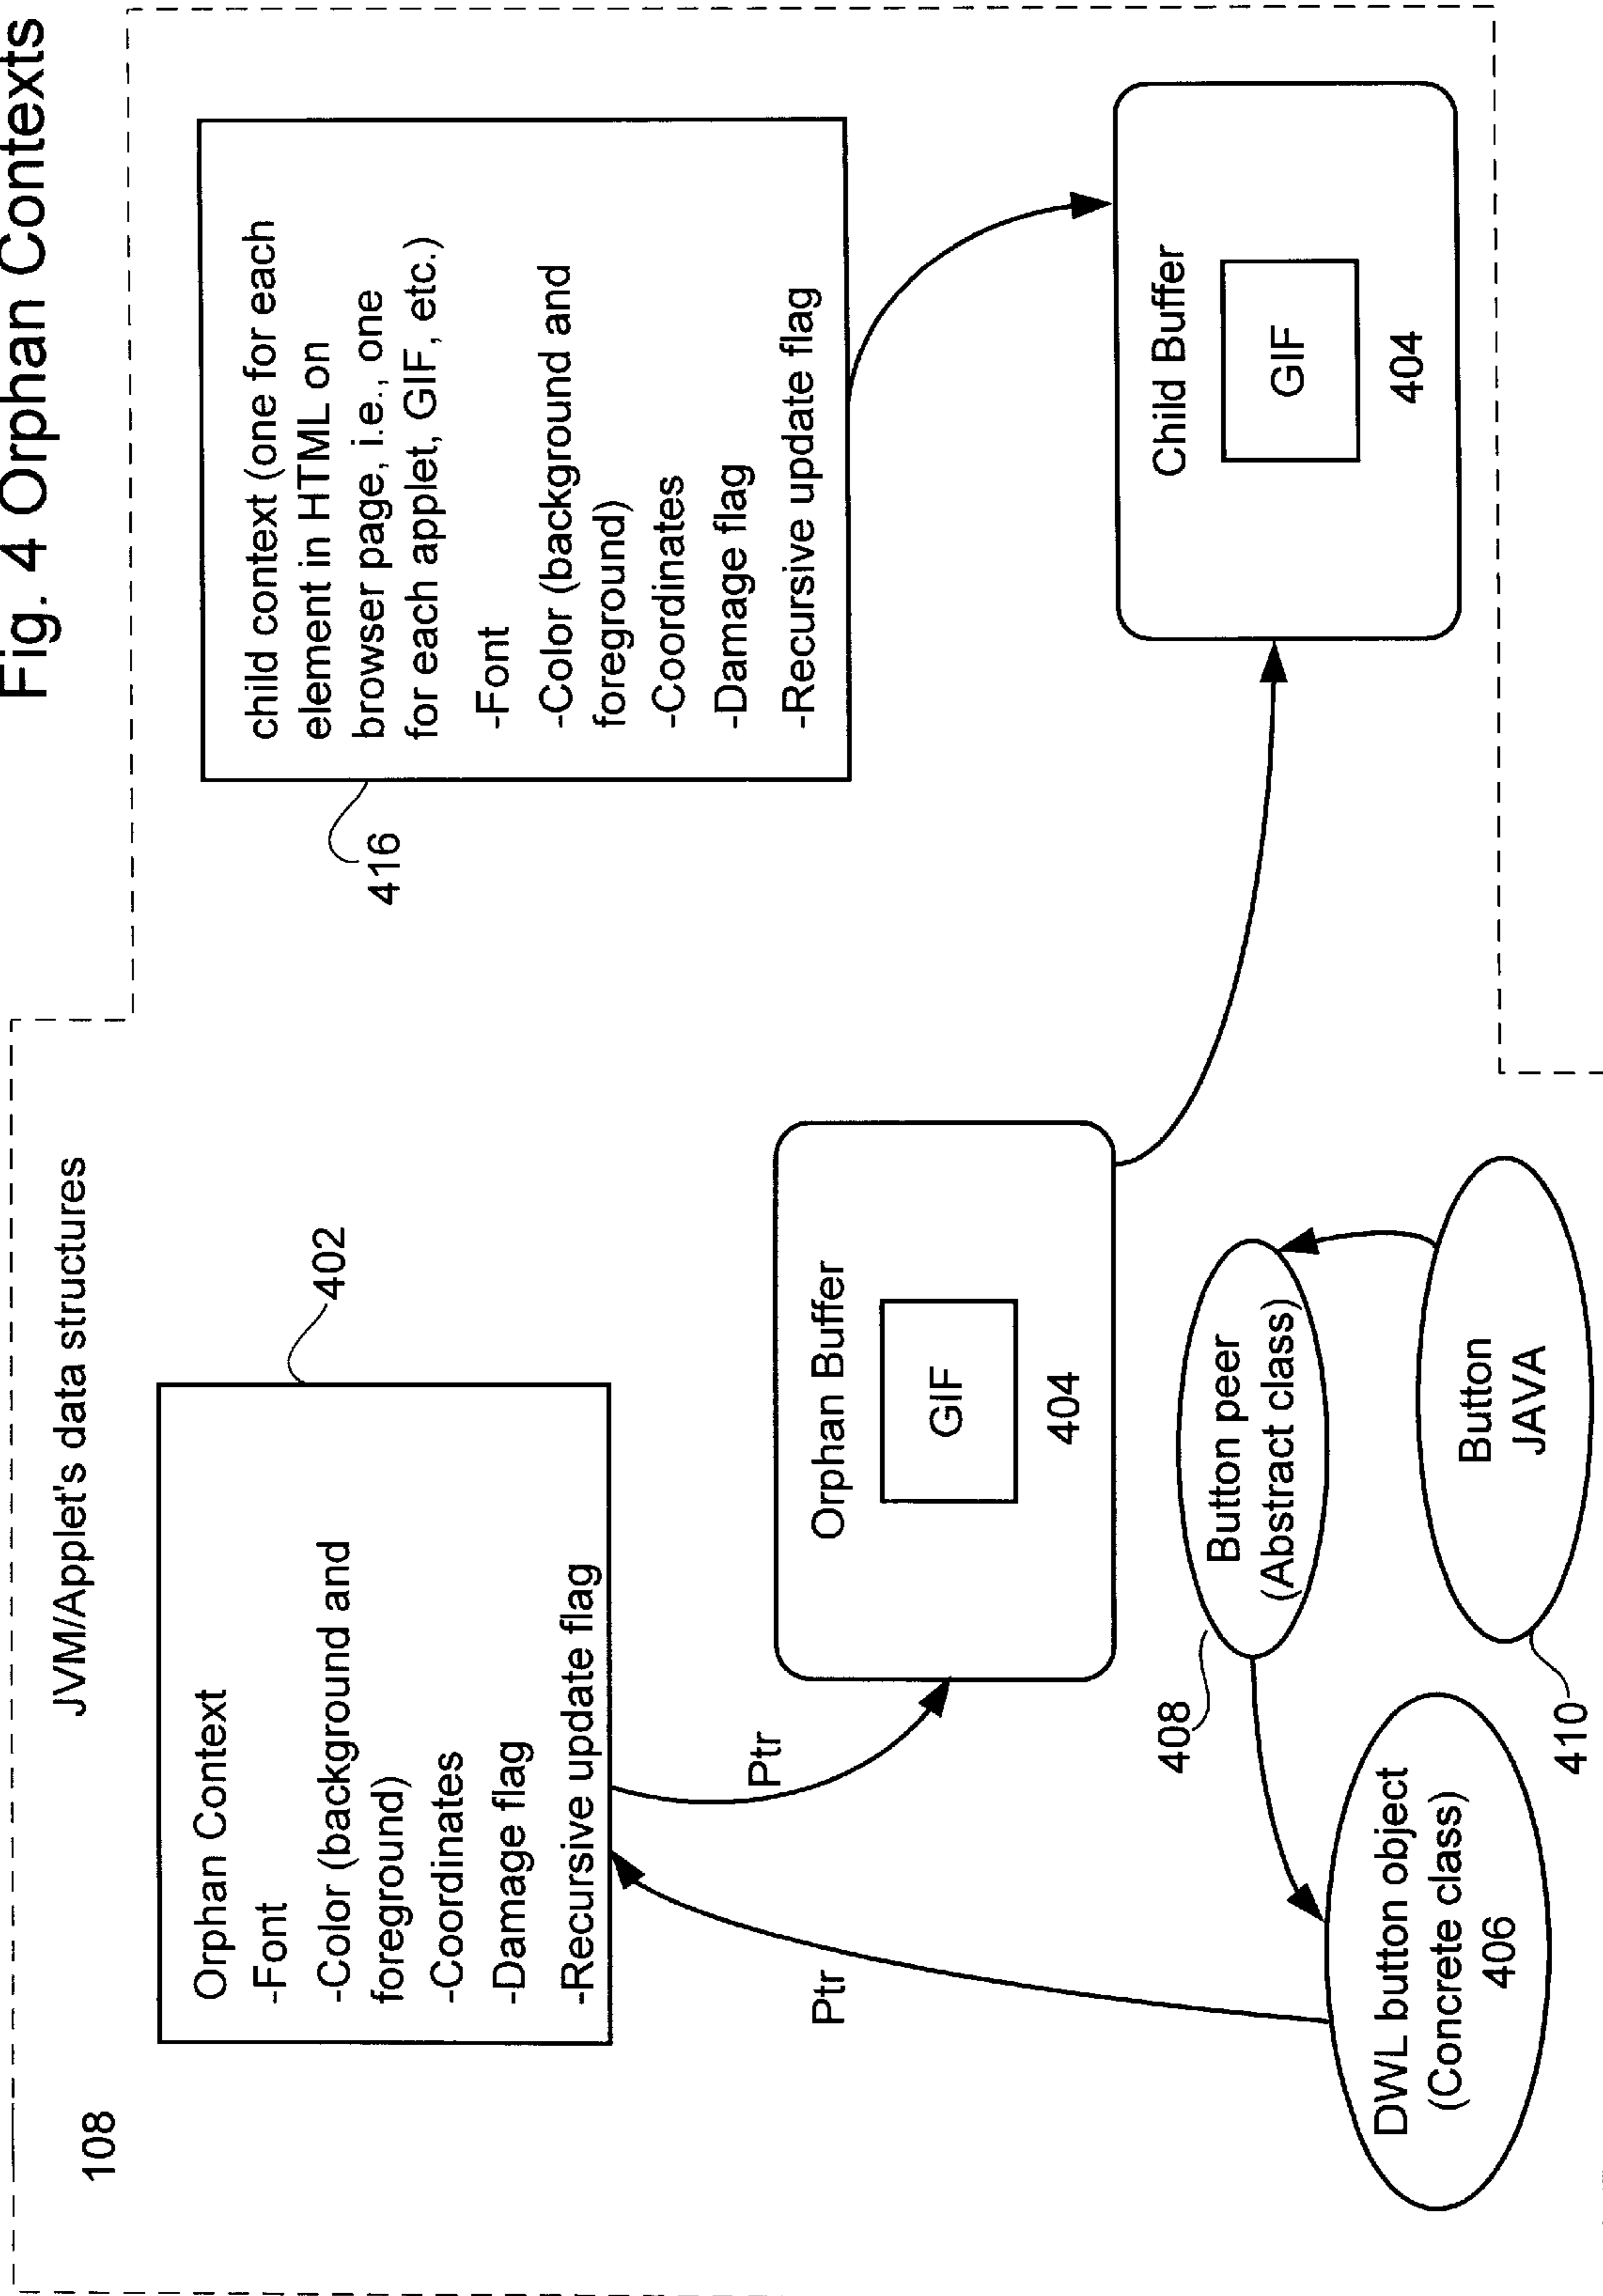 Fig. 4 Orphan Contexts
JVM/Applet's data structures
108
402
Orphan Context
-Font
-Color (background and
foreground)
-Coordinates
-Damage flag
-Recursive update flag
416
child context (one for each
element in HTML on
browser page, i.e., one
for each applet, GIF, etc.)
-Font
-Color (background and
foreground)
-Coordinates
-Damage flag
-Recursive update flag
Ptr
Ptr
Orphan Buffer
GIF
404
Child Buffer
GIF
404
408
Button peer
(Abstract class)
DWL button object
(Concrete class)
406
410
Button
JAVA